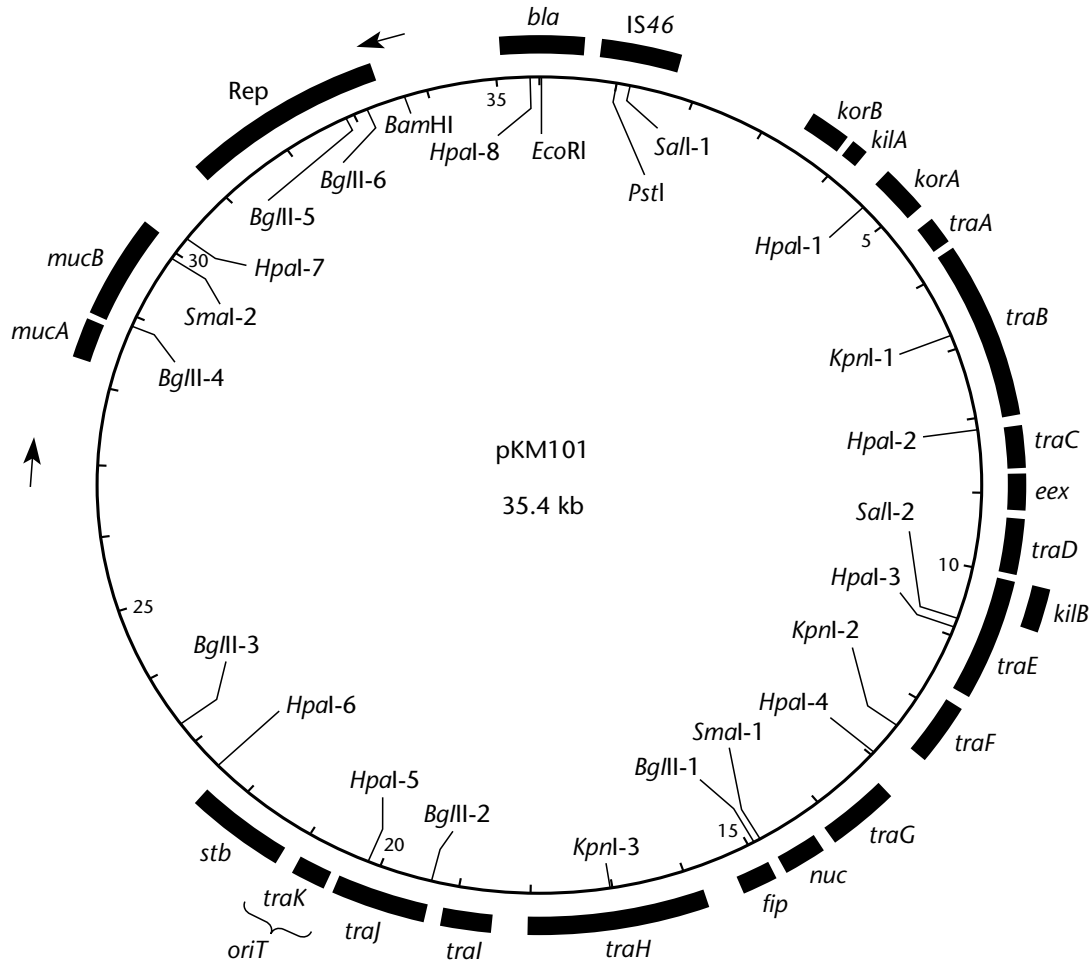 bla
IS46
korB
kilA
korA
traA
traB
traC
eex
traD
kilB
traE
traF
traG
nuc
fip
traH
traI
traJ
traK
oriT
stb
mucA
mucB
Rep
35
HpaI-8
EcoRI
PstI
SalI-1
HpaI-1
5
KpnI-1
HpaI-2
SalI-2
10
HpaI-3
KpnI-2
HpaI-4
SmaI-1
BglII-1
15
KpnI-3
BglII-2
20
HpaI-5
HpaI-6
BglII-3
25
BglII-4
SmaI-2
30
HpaI-7
BglII-5
BglII-6
BamHI
pKM101
35.4 kb